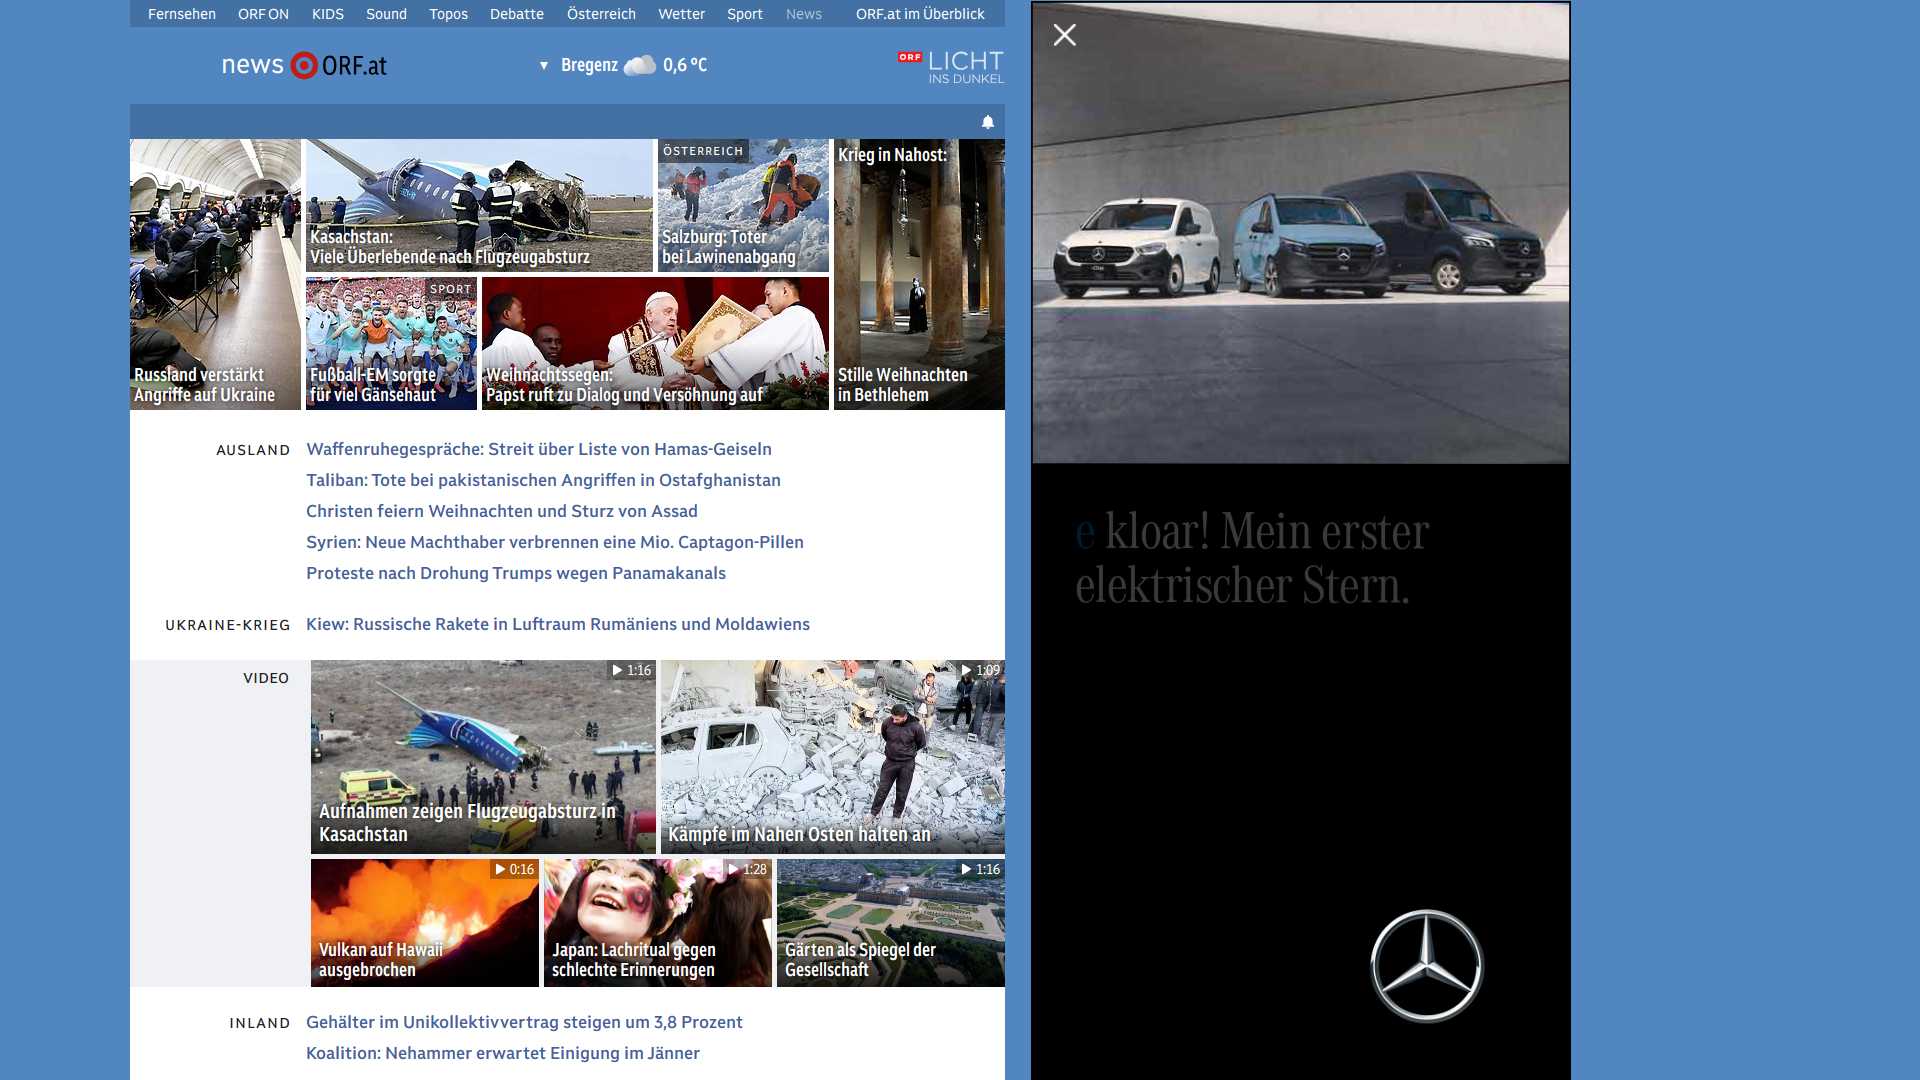 Fernsehen ORF ON KIDS Sound Topos Debatte Österreich Wetter Sport News ORF.at im Überblick
news ORF.at
Bregenz 0,6 °C
ORF LICHT
INS DUNKEL
Russland verstärkt
Angriffe auf Ukraine
Kasachstan:
Viele Überlebende nach Flugzeugabsturz
ÖSTERREICH
Salzburg: Toter
bei Lawinenabgang
Krieg in Nahost:
Stille Weihnachten
in Bethlehem
SPORT
Fußball-EM sorgte
für viel Gänsehaut
Weihnachtssegen:
Papst ruft zu Dialog und Versöhnung auf
AUSLAND
Waffenruhegespräche: Streit über Liste von Hamas-Geiseln
Taliban: Tote bei pakistanischen Angriffen in Ostafghanistan
Christen feiern Weihnachten und Sturz von Assad
Syrien: Neue Machthaber verbrennen eine Mio. Captagon-Pillen
Proteste nach Drohung Trumps wegen Panamakanals
UKRAINE-KRIEG
Kiew: Russische Rakete in Luftraum Rumäniens und Moldawiens
VIDEO
1:16
Aufnahmen zeigen Flugzeugabsturz in
Kasachstan
1:09
Kämpfe im Nahen Osten halten an
0:16
Vulkan auf Hawaii
ausgebrochen
1:28
Japan: Lachritual gegen
schlechte Erinnerungen
1:16
Gärten als Spiegel der
Gesellschaft
INLAND
Gehälter im Unikollektivvertrag steigen um 3,8 Prozent
Koalition: Nehammer erwartet Einigung im Jänner
e kloar! Mein erster
elektrischer Stern.